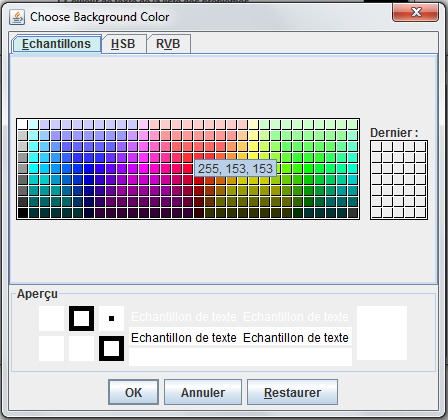 Choose Background Color
Echantillons HSB RVB
Dernier :
255, 153, 153
Aperçu
Echantillon de texte Echantillon de texte
Echantillon de texte Echantillon de texte
OK Annuler Restaurer